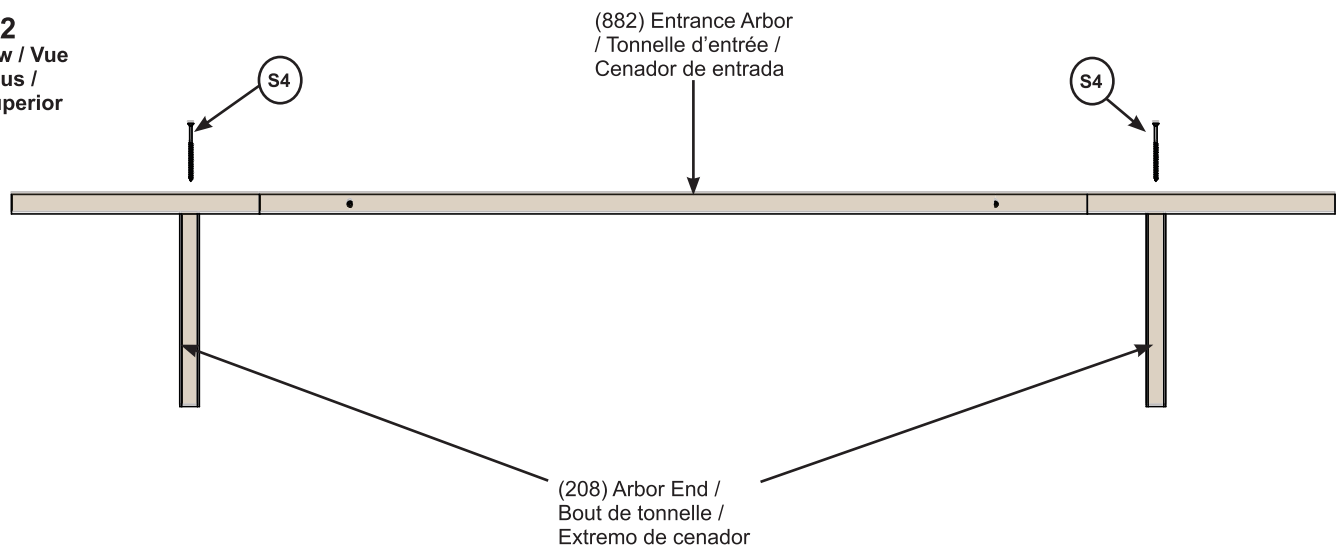 2
w / Vue
us /
uperior
(882) Entrance Arbor
/ Tonnelle d’entrée /
Cenador de entrada
S4
S4
(208) Arbor End /
Bout de tonnelle /
Extremo de cenador